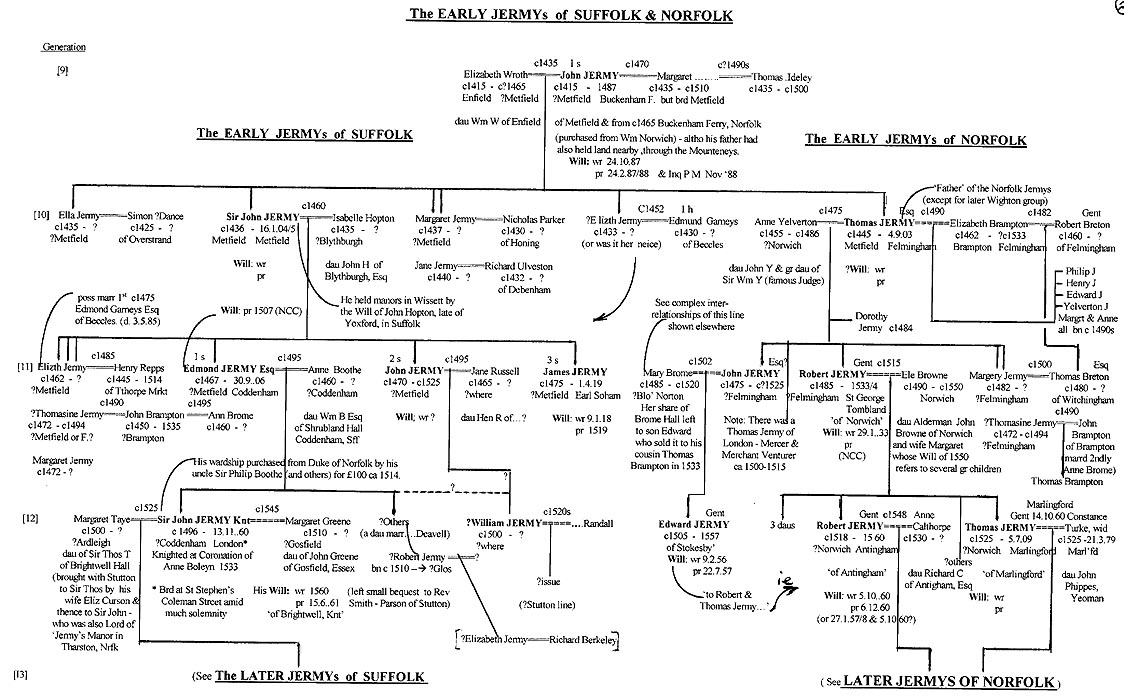 The EARLY JERMYs of SUFFOLK & NORFOLK
Generation
[9]
c1435 1 s c1470 c?1490s
Elizabeth Wroth John JERMY Margaret ........ Thomas .Ideley
c1415 - c?1465 c1415 - 1487 c1435 - c1510 c1435 - c1500
Enfield ?Metfield ?Metfield Buckenham F. but brd Metfield
dau Wm W of Enfield of Metfield & from c1465 Buckenham Ferry, Norfolk
(purchased from Wm Norwich) - altho his father had
also held land nearby ,through the Mounteneys.
Will: wr 24.10.87
pr 24.2.87/88 & Inq P M Nov '88
The EARLY JERMYs of SUFFOLK
The EARLY JERMYs of NORFOLK
'Father' of the Norfolk Jermys
(except for later Wighton group)
[10]
Ella Jermy Simon ?Dance
c1435 - ? c1425 - ?
?Metfield of Overstrand
c1460
Sir John JERMY Isabelle Hopton
c1436 - 16.1.04/5 c1435 - ?
Metfield Metfield ?Blythburgh
Will: wr
pr
dau John H of
Blythburgh, Esq
Margaret Jermy Nicholas Parker
c1437 - ? c1430 - ?
?Metfield of Honing
Jane Jermy Richard Ulveston
c1440 - ? c1432 - ?
of Debenham
C1452 1 h
?E lizth Jermy Edmund Garneys
c1433 - ? c1430 - ?
(or was it her neice) of Beccles
c1475 Esq c1490 c1482 Gent
Anne Yelverton Thomas JERMY Elizabeth Brampton Robert Breton
c1455 - c1486 c1445 - 4.9.03 c1462 - ?c1533 c1460 - ?
?Norwich Metfield Felmingham Brampton Felmingham of Felmingham
dau John Y & gr dau of
Sir Wm Y (famous Judge)
?Will: wr
pr
Philip J
Henry J
Edward J
Yelverton J
Margt & Anne
all bn c 1490s
Dorothy
Jermy c1484
poss marr 1st c1475
Edmond Garneys Esq
of Beccles. (d. 3.5.85)
Will: pr 1507 (NCC)
He held manors in Wissett by
the Will of John Hopton, late of
Yoxford, in Suffolk
See complex inter-
relationships of this line
shown elsewhere
[11]
c1485
Elizth Jermy Henry Repps
c1462 - ? c1445 - 1514
?Metfield of Tthorpe Mrkt
c1490
?Thomasine Jermy John Brampton
c1472 - c1494 c1450 - 1535
?Metfield or F.? ?Brampton
Margaret Jermy
c1472 - ?
1 s c1495
Edmond JERMY Esq Anne Boothe
c1467 - 30.9..06 c1460 - ?
?Metfield Coddenham ?Coddenham
c1495
Ann Brome
c1460 - ?
dau Wm B Esq
of Shrubland Hall
Coddenham, Sff
2 s c1495
John JERMY Jane Russell
c1470 - c1525 c1465 - ?
?Metfield ?where
Will: wr ? dau Hen R of...?
3 s
James JERMY
c1475 - 1.4.19
?Metfield Earl Soham
Will: wr 9.1.18
pr 1519
c1502 Esq?
Mary Brome John JERMY
c1485 - c1520 c1475 - c?1525
?Blo' Norton ?Felmingham
Her share of
Brome Hall left
to son Edward
who sold it to his
cousin Thomas
Brampton in 1533
Note: There was a
Thomas Jermy of
London - Mercer &
Merchant Venturer
ca 1500-1515
Gent c1515
Robert JERMY Ele Browne
c1485 - 1533/4 c1490 - c1550
?Felmingham St George Norwich
Tombland
'of Norwich'
Will: wr 29.1..33
pr
(NCC)
dau Alderman John
Browne of Norwich
and wife Margaret
whose Will of 1550
refers to several gr children
c1500 Esq
Margery Jermy Thomas Breton
c1482 - ? c1480 - ?
?Felmingham of Witchingham
c1490
?Thomasine Jermy John
c1472 - c1494 Brampton
?Felmingham of Brampton
(marrd 2ndly
Anne Brome)
Thomas Brampton
His wardship purchased from Duke of Norfolk by his
uncle Sir Philip Boothe (and others) for £100 ca 1514.
?
?
[12]
c1525 c1545
Margaret Taye Sir John JERMY Knt Margaret Greene
c1500 - ? c 1496 - 13.11..60 c1510 - ?
?Ardleigh ?Coddenham London* ?Gosfield
dau of Sir Thos T
of Brightwell Hall
(brought with Stutton
to Sir Thos by his
wife Eliz Curson &
thence to Sir John -
who was also Lord of
'Jermy's Manor in
Tharston, Nrfk
Knighted at Coronation of
Anne Boleyn 1533
* Brd at St Stephen's
Coleman Street amid
much solemnity
dau of John Greene
of Gosfield, Essex
His Will: wr 1560
pr 15.6..61
'of Brightwell, Knt'
?Others
(a dau marr...Deavell)
?Robert Jermy ?
bn c 1510 → ?Glos
(left small bequest to Rev
Smith - Parson of Stutton)
c1520s
?William JERMY ... Randall
c1500 - ?
?where
?issue
(?Stutton line)
[?Elizabeth Jermy Richard Berkeley]
Gent
Edward JERMY
c1505 - 1557
of Stokesby'
Will: wr 9.2.56
pr 22.7.57
'to Robert &
Thomas Jermy...'
ie
3 daus
Gent c1548 Anne
Robert JERMY Calthorpe
c1518 - 15 60 c1530 - ?
?Norwich Antingham
?others
'of Antingham' dau Richard C
of Antigham, Esq
Will: wr 5.10..60
pr 6.12.60
(or 27.1.57/8 & 5.10 60?)
Marlingford
Gent 14.10.60 Constance
Thomas JERMY Turke, wid
c1525 - 5.7.09 c1525 -21.3.79
?Norwich Marlingford Marl'fd
'of Marlingford' dau John
Phippes,
Yeoman
Will: wr
pr
[13]
(See The LATER JERMYs of SUFFOLK
( See LATER JERMYS OF NORFOLK )